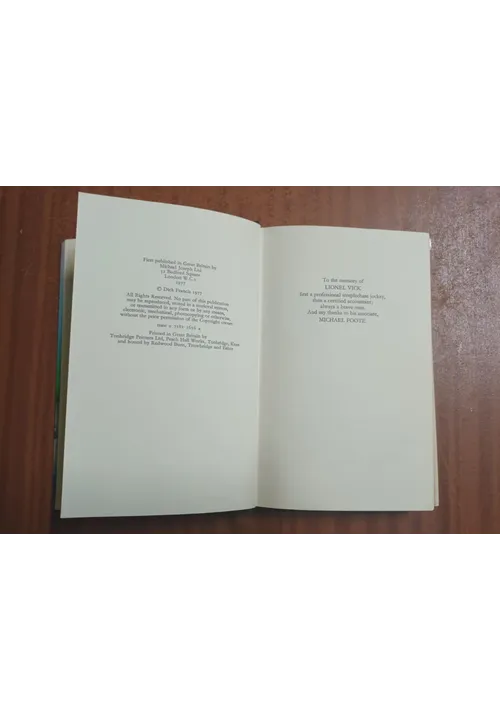 First published in Great Britain by
Michael Joseph Ltd
52 Bedford Square
London W.C.1
1977
© Dick Francis 1977
All Rights Reserved. No part of this publication
may be reproduced, stored in a retrieval system,
or transmitted in any form or by any means,
electronic, mechanical, photocopying or otherwise,
without the prior permission of the Copyright owner
ISBN 0 7181
Printed in Great Britain by
Tonbridge Printers Ltd, Peach Hall Works, Tonbridge, Kent
and bound by Redwood Burn, Trowbridge and Esher
To the memory of
LIONEL VICK
first a professional steeplechase jockey,
then a certified accountant;
always a brave man.
And my thanks to his associate,
MICHAEL FOOTE